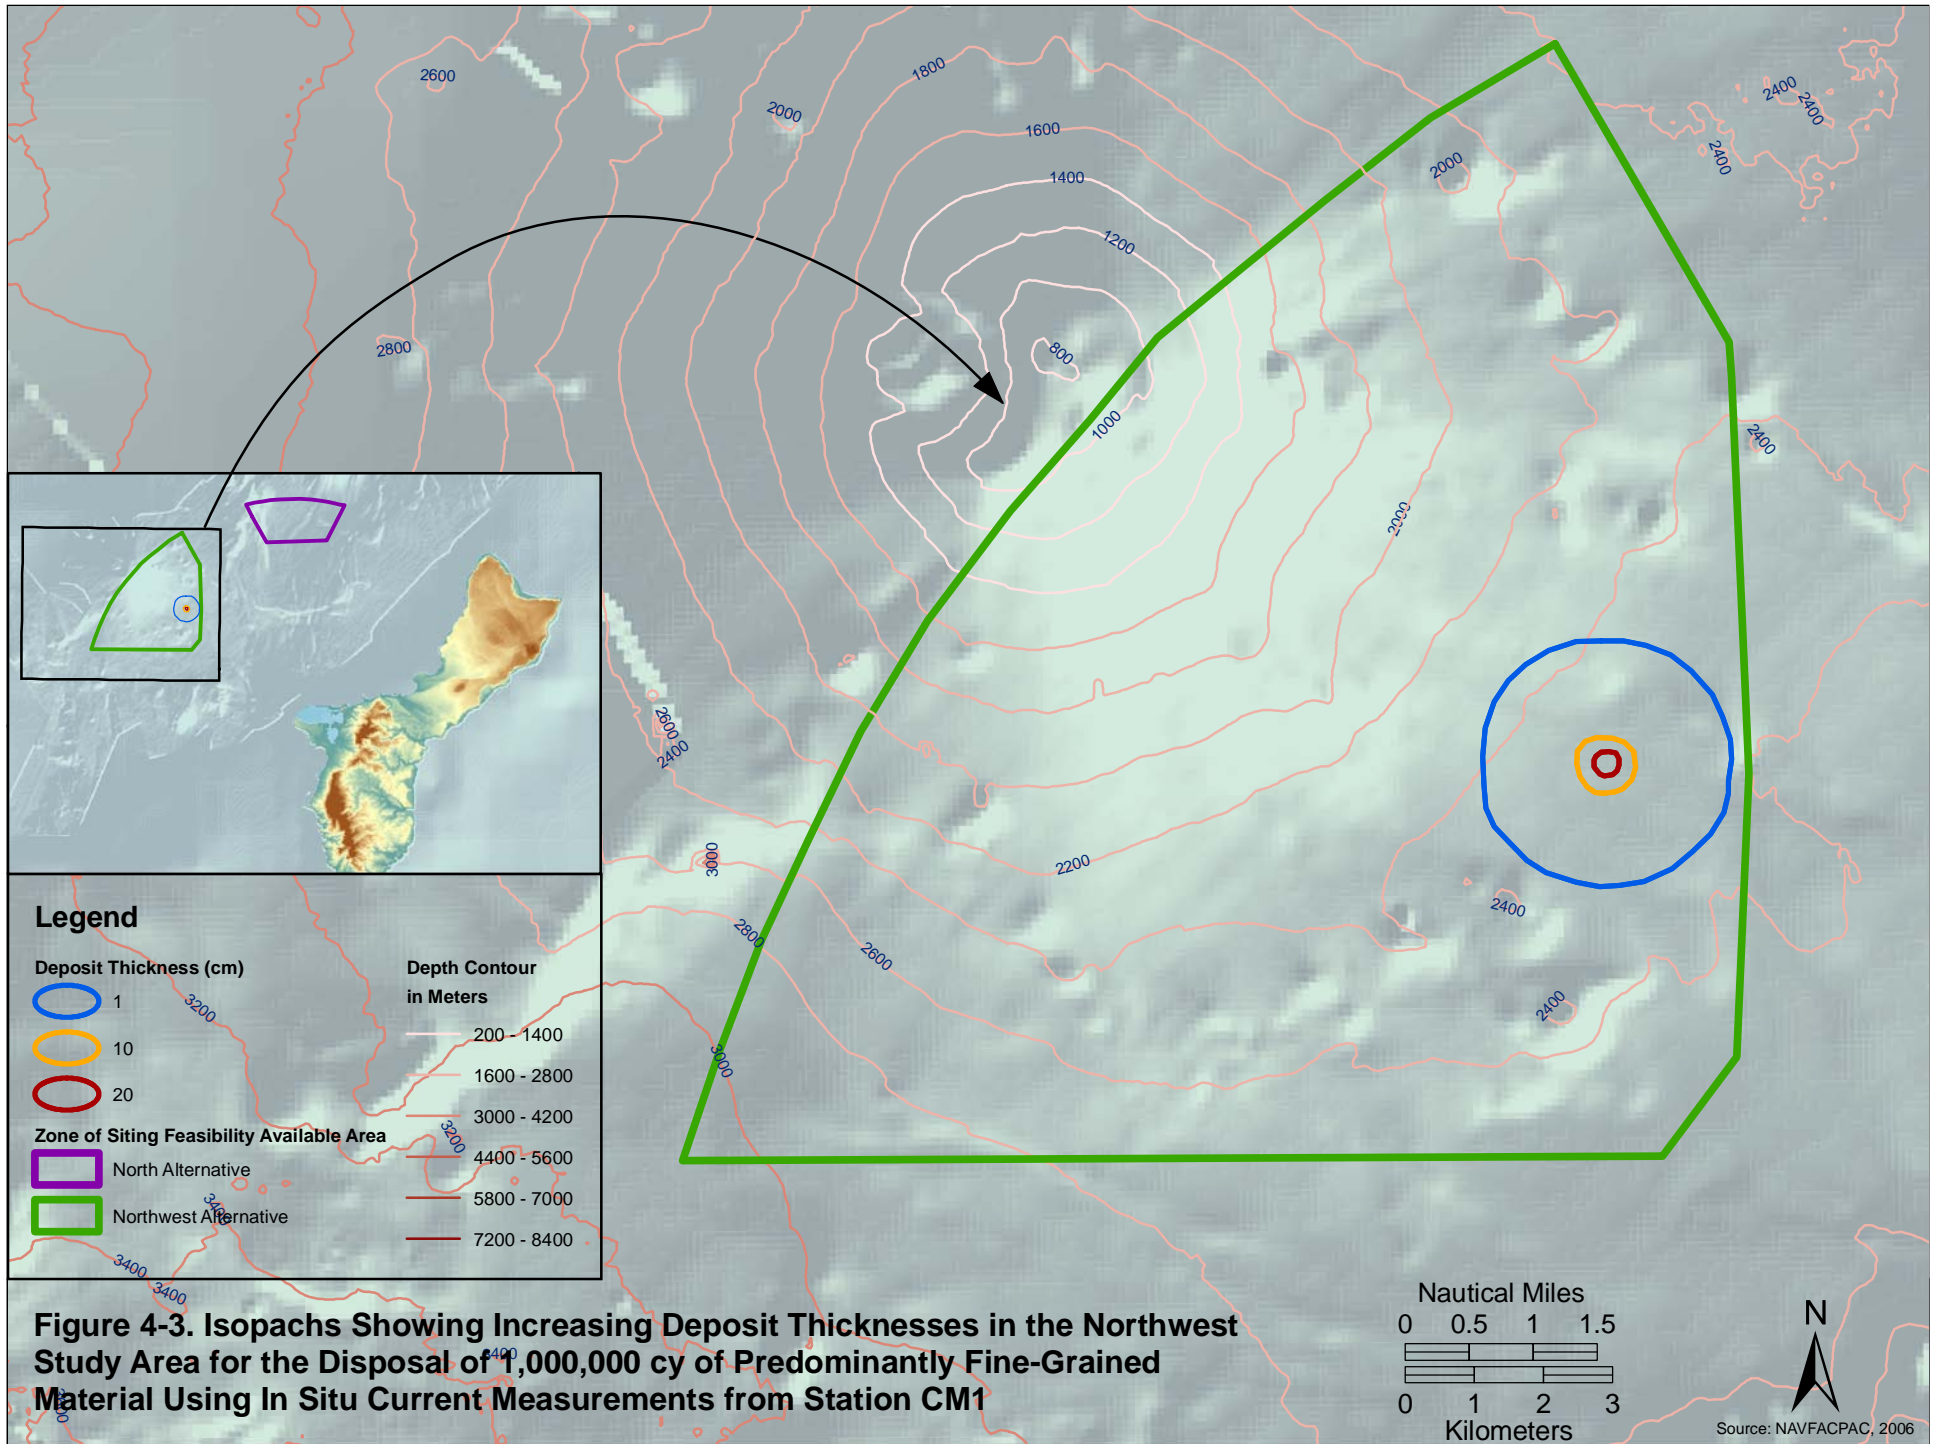 2600
1800
2000
1600
1400
1200
2400
2400
2400
2000
2800
800
1000
2400
2000
2600
2400
3000
2200
2400
2800
2600
2400
3000
Legend
Deposit Thickness (cm)
1
10
20
Zone of Siting Feasibility Available Area
North Alternative
Northwest Alternative
Depth Contour
in Meters
200 - 1400
1600 - 2800
3000 - 4200
4400 - 5600
5800 - 7000
7200 - 8400
3200
3200
3400
3400
3400
3400
Figure 4-3. Isopachs Showing Increasing Deposit Thicknesses in the Northwest
Study Area for the Disposal of 1,000,000 cy of Predominantly Fine-Grained
Material Using In Situ Current Measurements from Station CM1
Nautical Miles
0 0.5 1 1.5
0 1 2 3
Kilometers
N
Source: NAVFACPAC, 2006